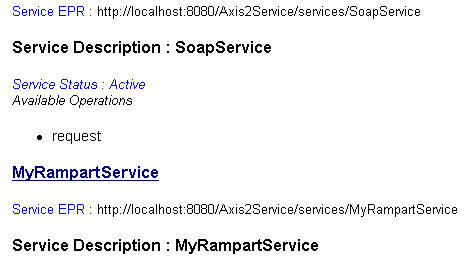 Service EPR : http://localhost:8080/Axis2Service/services/SoapService
Service Description : SoapService
Service Status : Active
Available Operations
request
MyRampartService
Service EPR : http://localhost:8080/Axis2Service/services/MyRampartService
Service Description : MyRampartService